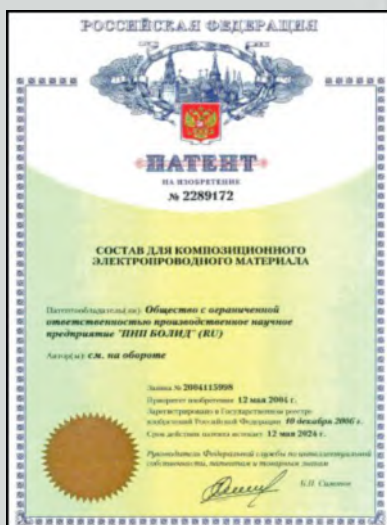 РОССИЙСКАЯ ФЕДЕРАЦИЯ
ПАТЕНТ
НА ИЗОБРЕТЕНИЕ
№ 2289172
СОСТАВ ДЛЯ КОМПОЗИЦИОННОГО
ЭЛЕКТРОПРОВОДНОГО МАТЕРИАЛА
Патентообладатель(ли): Общество с ограниченной
ответственностью производственное научное
предприятие "ПНП БОЛИД" (RU)
Автор(ы): см. на обороте
Заявка № 2004115998
Приоритет изобретения 12 мая 2004 г.
Зарегистрировано в Государственном реестре
изобретений Российской Федерации 10 декабря 2006 г.
Срок действия патента истекает 12 мая 2024 г.
Руководитель Федеральной службы по интеллектуальной
собственности, патентам и товарным знакам
Б.П. Симонов